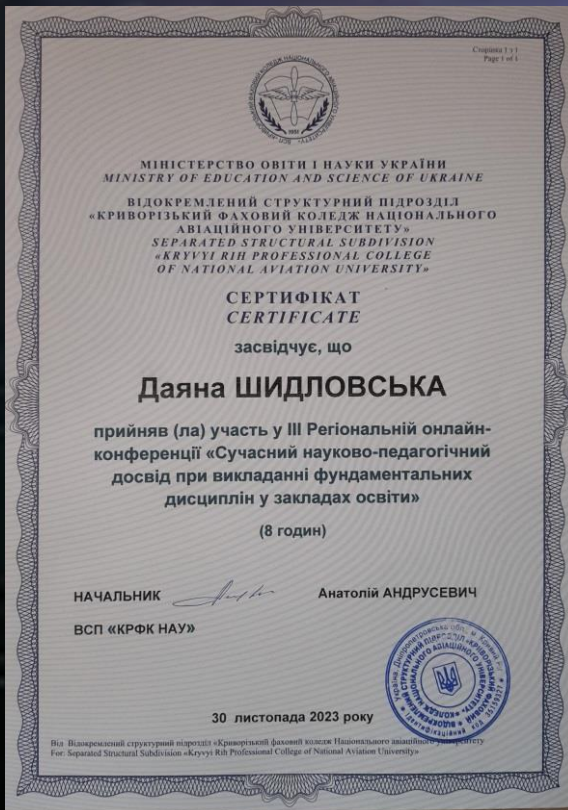 Сторінка 1 з 1
Page 1 of 1
МІНІСТЕРСТВО ОСВІТИ І НАУКИ УКРАЇНИ
MINISTRY OF EDUCATION AND SCIENCE OF UKRAINE
ВІДОКРЕМЛЕНИЙ СТРУКТУРНИЙ ПІДРОЗДІЛ
«КРИВОРІЗЬКИЙ ФАХОВИЙ КОЛЕДЖ НАЦІОНАЛЬНОГО
АВІАЦІЙНОГО УНІВЕРСИТЕТУ»
SEPARATED STRUCTURAL SUBDIVISION
«KRYVYI RIH PROFESSIONAL COLLEGE
OF NATIONAL AVIATION UNIVERSITY»
СЕРТИФІКАТ
CERTIFICATE
засвідчує, що
Даяна ШИДЛОВСЬКА
прийняв (ла) участь у ІІІ Регіональній онлайн-
конференції «Сучасний науково-педагогічний
досвід при викладанні фундаментальних
дисциплін у закладах освіти»
(8 годин)
НАЧАЛЬНИК Анатолій АНДРУСЕВИЧ
ВСП «КРФК НАУ»
30 листопада 2023 року
Від Відокремлений структурний підрозділ «Криворізький фаховий коледж Національного авіаційного університету
For: Separated Structural Subdivision «Kryvyi Rih Professional College of National Aviation University»